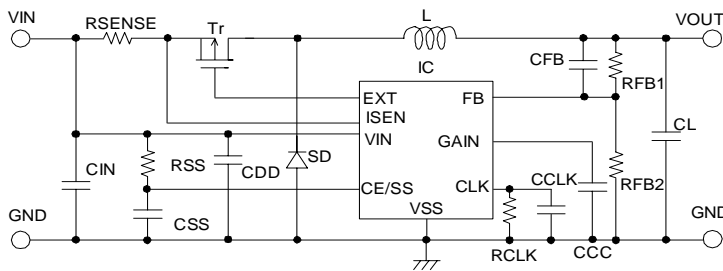 VIN
RSENSE
Tr
L
VOUT
IC
CFB
RFB1
EXT
FB
ISEN
VIN
GAIN
CL
CIN
RSS
CDD
SD
RFB2
CE/SS
CLK
CCLK
GND
CSS
VSS
GND
RCLK
CCC